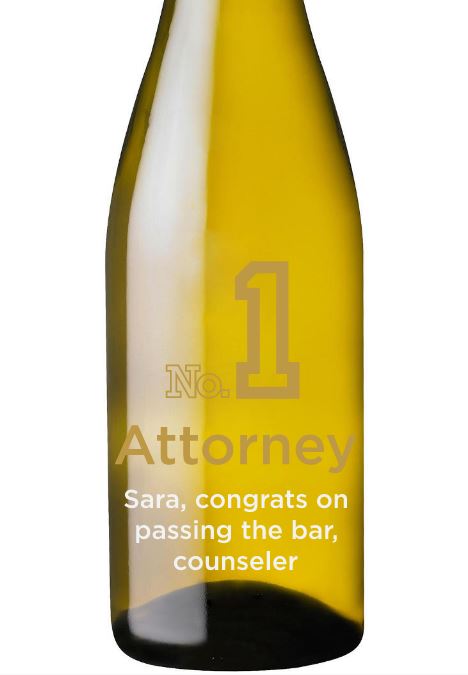 No. 1
Attorney
Sara, congrats on
passing the bar,
counseler